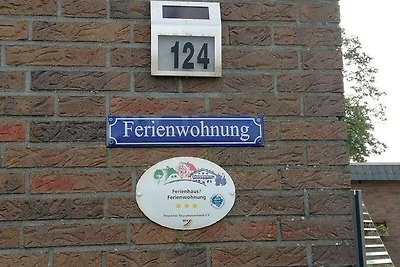 124
Ferienwohnung
Ferienhaus/
Ferienwohnung
Deutscher Tourismusverband e.V.